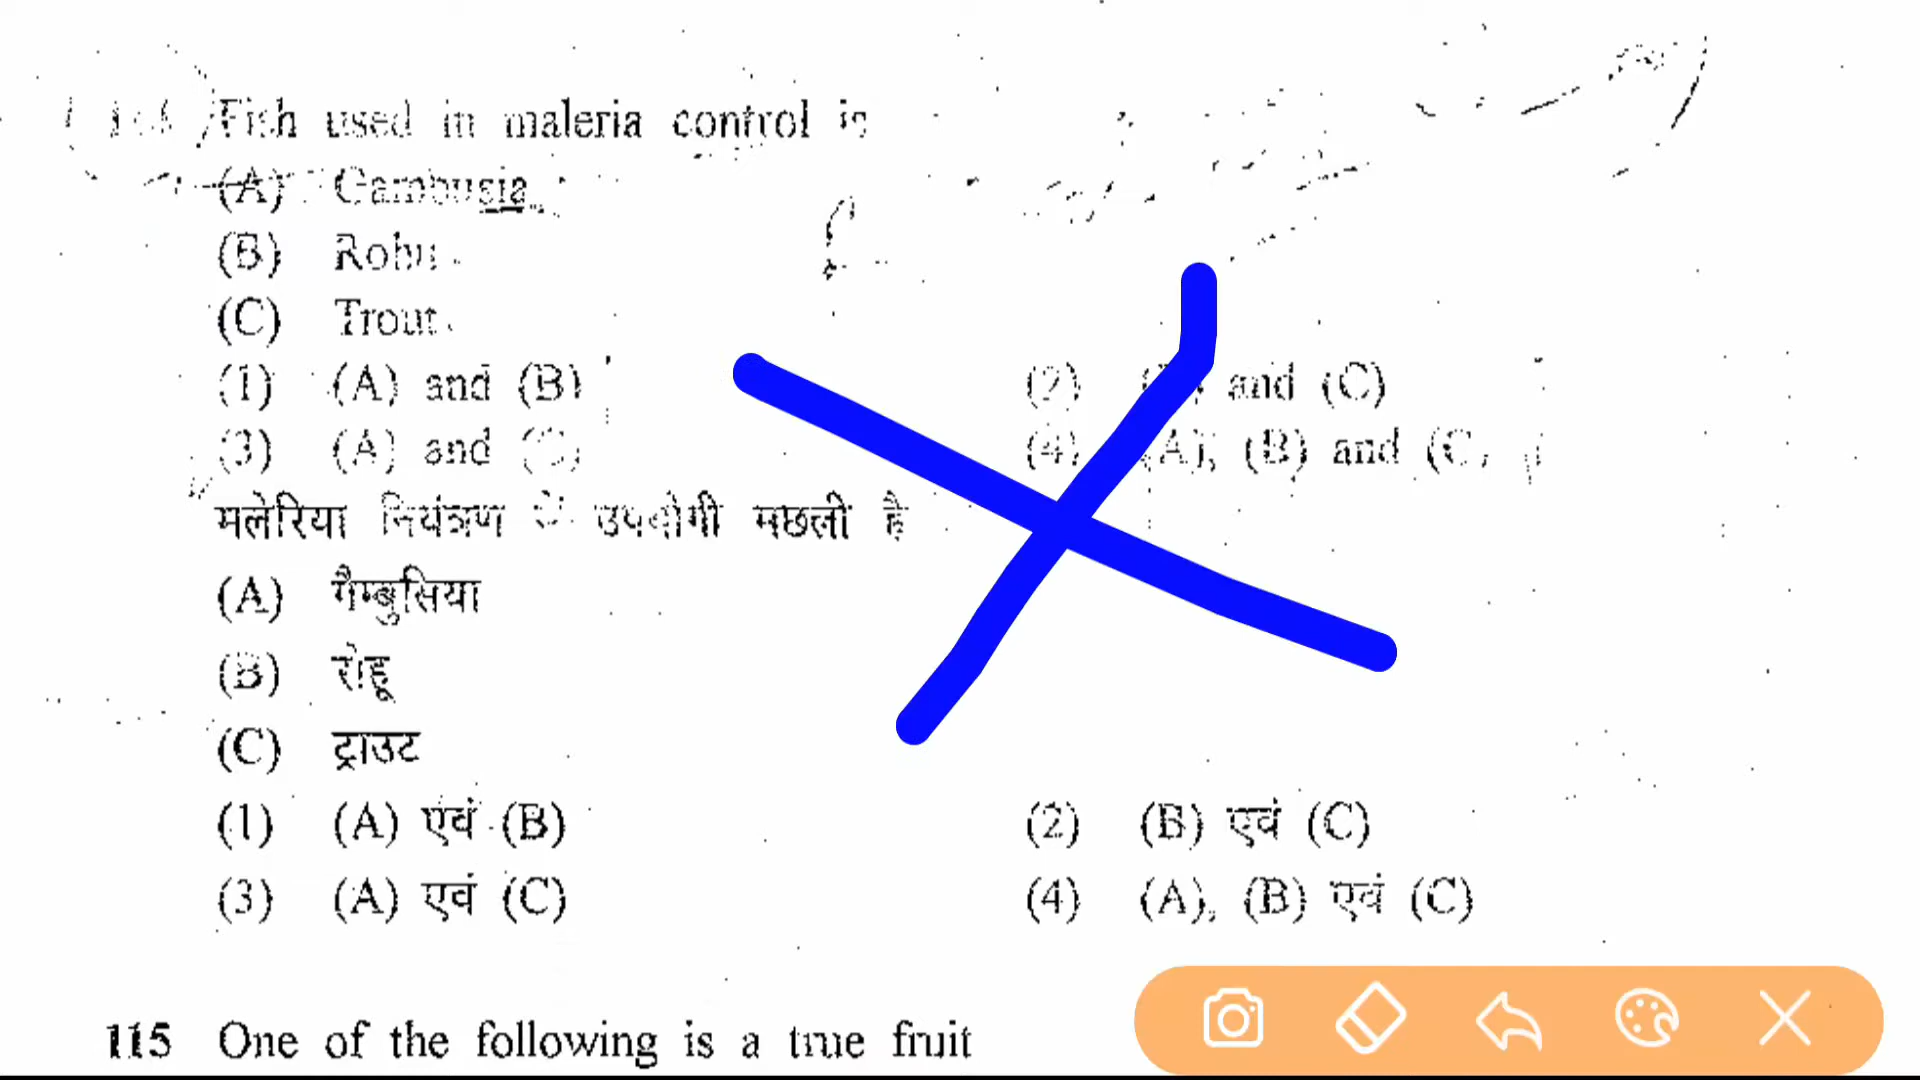 Fish used in maleria control is
(A) Gambusia
(B) Rohu
(C) Trout
(1) (A) and (B) (2) and (C)
(3) (A) and (C) (4) (A), (B) and (C)
मलेरिया नियंत्रण में उपयोगी मछली है
(A) गैम्बुसिया
(B) रोहू
(C) ट्राउट
(1) (A) एवं (B) (2) (B) एवं (C)
(3) (A) एवं (C) (4) (A), (B) एवं (C)
115 One of the following is a true fruit